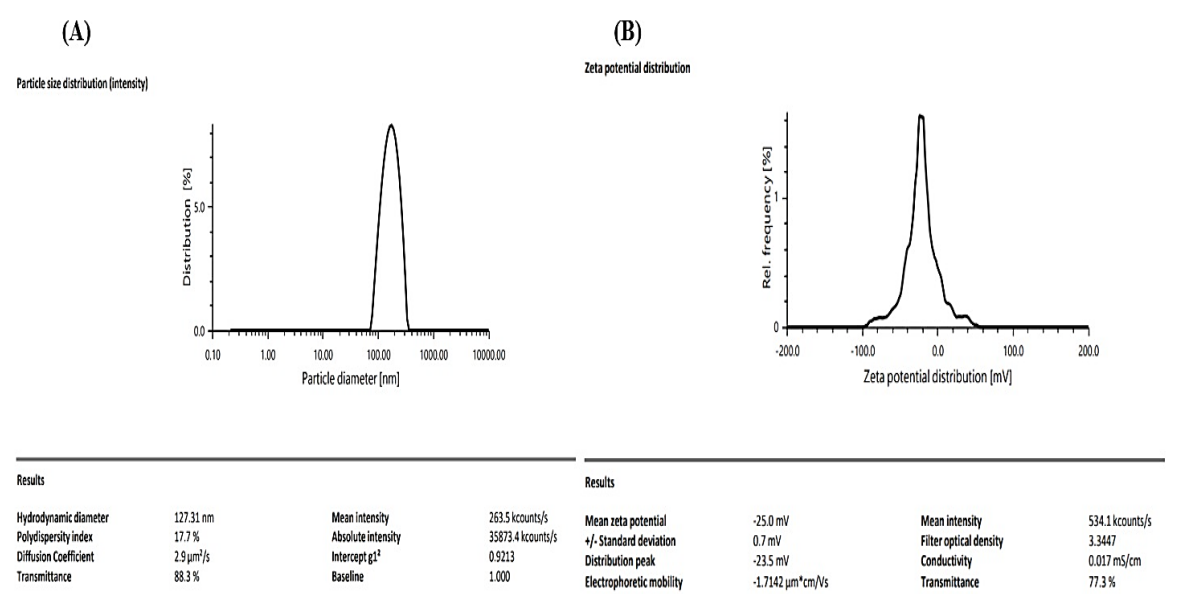 (A)
Particle size distribution (intensity)
Distribution [%]
5.0
0.0
0.10 1.00 10.00 100.00 1000.00 10000.00
Particle diameter [nm]
Results
Hydrodynamic diameter 127.31 nm Mean intensity 263.5 kcounts/s
Polydispersity index 17.7 % Absolute intensity 35873.4 kcounts/s
Diffusion Coefficient 2.9 µm²/s Intercept g1² 0.9213
Transmittance 88.3 % Baseline 1.000
(B)
Zeta potential distribution
Rel. frequency [%]
1
0
-200.0 -100.0 0.0 100.0 200.0
Zeta potential distribution [mV]
Results
Mean zeta potential -25.0 mV Mean intensity 534.1 kcounts/s
+/- Standard deviation 0.7 mV Filter optical density 3.3447
Distribution peak -23.5 mV Conductivity 0.017 mS/cm
Electrophoretic mobility -1.7142 µm*cm/Vs Transmittance 77.3 %